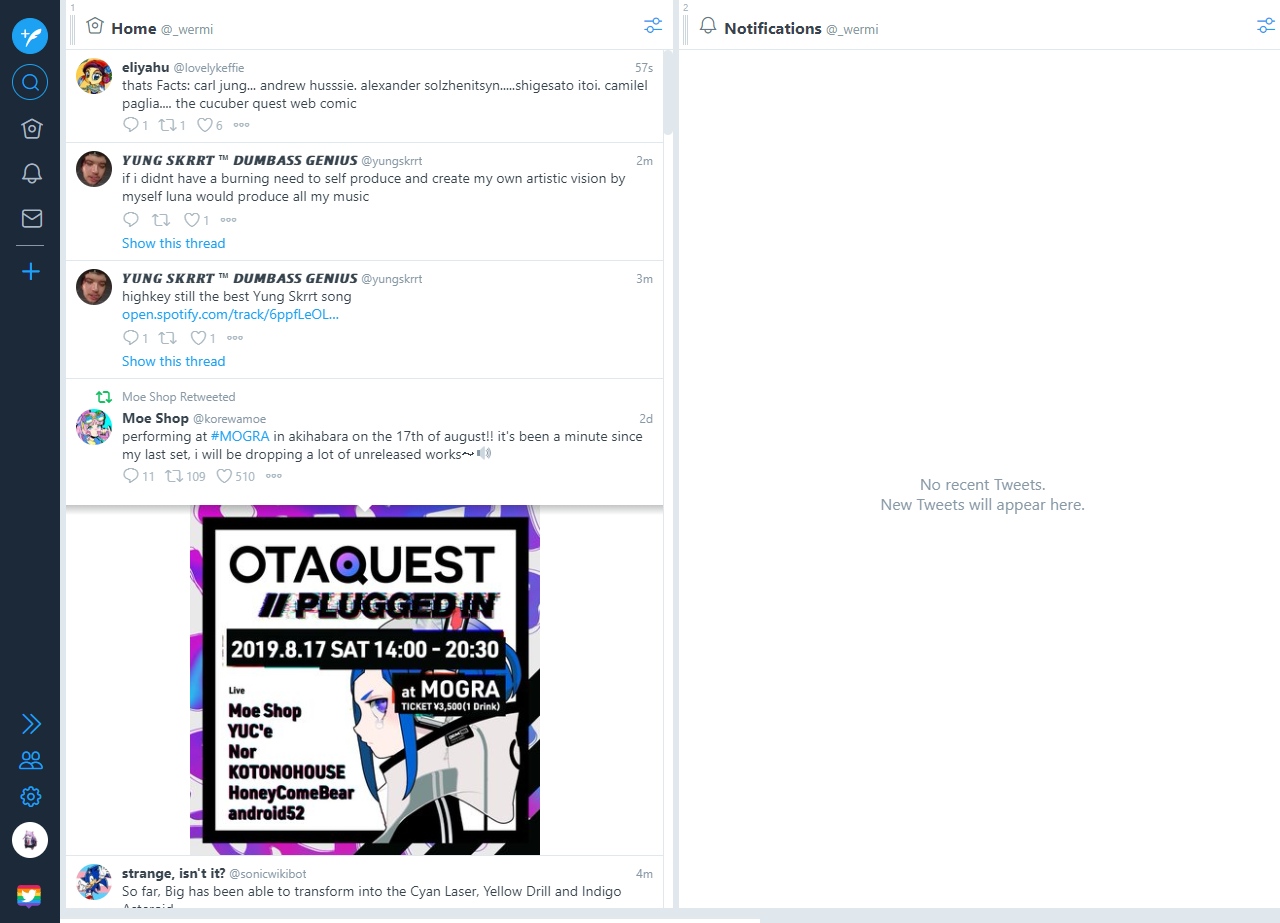 1
Home @_wermi
eliyahu @lovelykeffie 57s
thats Facts: carl jung... andrew husssie. alexander solzhenitsyn.....shigesato itoi. camilel
paglia.... the cucuber quest web comic
1 1 6
YUNG SKRRT ™ DUMBASS GENIUS @yungskrrt 2m
if i didnt have a burning need to self produce and create my own artistic vision by
myself luna would produce all my music
1
Show this thread
YUNG SKRRT ™ DUMBASS GENIUS @yungskrrt 3m
highkey still the best Yung Skrrt song
open.spotify.com/track/6ppfLeOL…
1 1
Show this thread
Moe Shop Retweeted
Moe Shop @korewamoe 2d
performing at #MOGRA in akihabara on the 17th of august!! it's been a minute since
my last set, i will be dropping a lot of unreleased works〜
11 109 510
OTAQUEST
// PLUGGED IN
2019.8.17 SAT 14:00 - 20:30
at MOGRA
TICKET ¥3,500(1 Drink)
Live
Moe Shop
YUC'e
Nor
KOTONOHOUSE
HoneyComeBear
android52
strange, isn't it? @sonicwikibot 4m
So far, Big has been able to transform into the Cyan Laser, Yellow Drill and Indigo
Asteroid
2
Notifications @_wermi
No recent Tweets.
New Tweets will appear here.